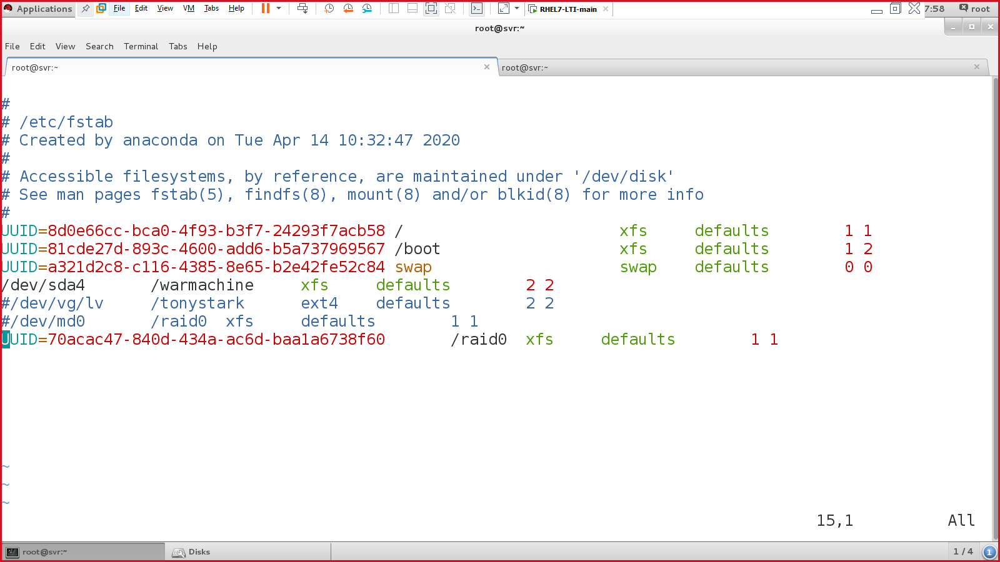 Applications File Edit View VM Tabs Help RHEL7-LTI-main 7:58 root
root@svr:~
File Edit View Search Terminal Tabs Help
root@svr:~ root@svr:~
#
# /etc/fstab
# Created by anaconda on Tue Apr 14 10:32:47 2020
#
# Accessible filesystems, by reference, are maintained under '/dev/disk'
# See man pages fstab(5), findfs(8), mount(8) and/or blkid(8) for more info
#
UUID=8d0e66cc-bca0-4f93-b3f7-24293f7acb58 / xfs defaults 1 1
UUID=81cde27d-893c-4600-add6-b5a737969567 /boot xfs defaults 1 2
UUID=a321d2c8-c116-4385-8e65-b2e42fe52c84 swap swap defaults 0 0
/dev/sda4 /warmachine xfs defaults 2 2
#/dev/vg/lv /tonystark ext4 defaults 2 2
#/dev/md0 /raid0 xfs defaults 1 1
UUID=70acac47-840d-434a-ac6d-baa1a6738f60 /raid0 xfs defaults 1 1
~
~
~
15,1 All
root@svr:~ Disks 1 / 4 1